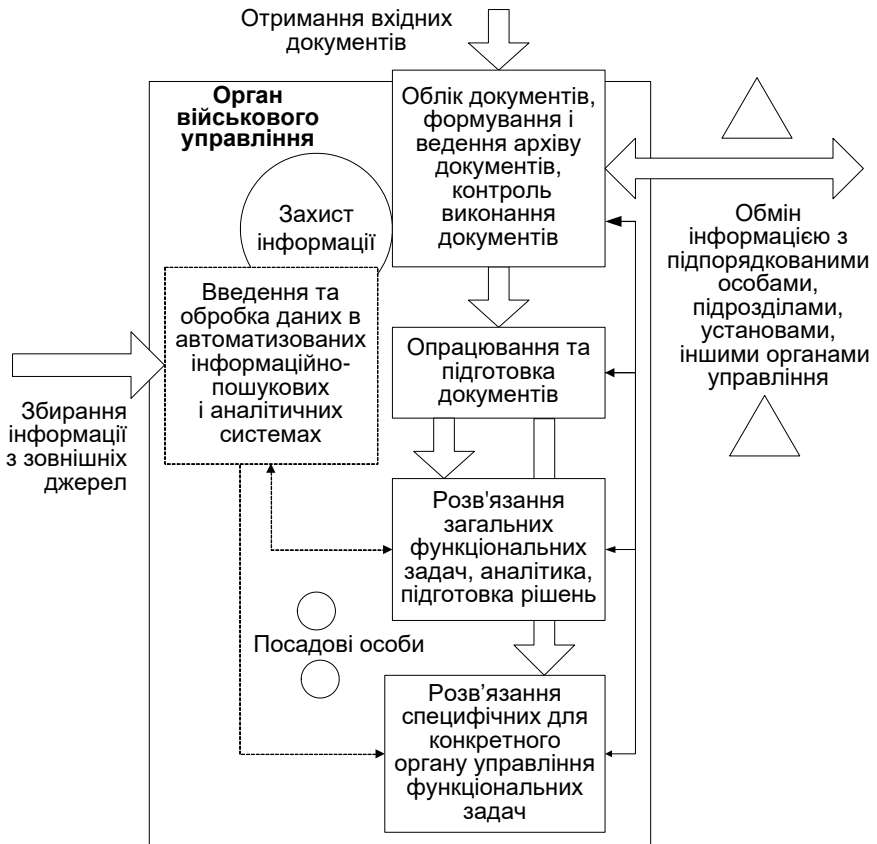 Отримання вхідних
документів
Орган
військового
управління
Облік документів,
формування і
ведення архіву
документів,
контроль
виконання
документів
Захист
інформації
Обмін
інформацією з
підпорядкованими
особами,
підрозділами,
установами,
іншими органами
управління
Введення та
обробка даних в
автоматизованих
інформаційно-
пошукових
і аналітичних
системах
Опрацювання та
підготовка
документів
Збирання
інформації
з зовнішніх
джерел
Розв'язання
загальних
функціональних
задач, аналітика,
підготовка рішень
Посадові особи
Розв’язання
специфічних для
конкретного
органу управління
функціональних
задач